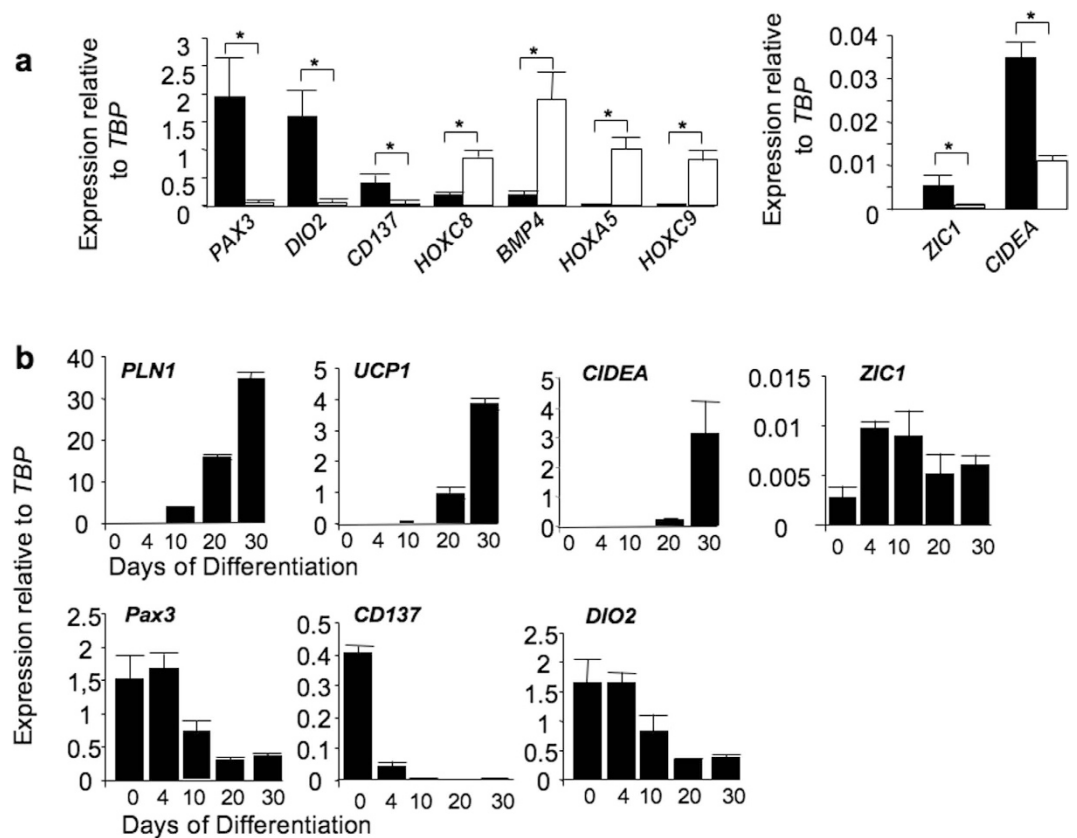 a
Expression relative
to TBP
3
2.5
2
1.5
1
0.5
0
*
*
*
*
*
*
*
PAX3
DIO2
CD137
HOXC8
BMP4
HOXA5
HOXC9
Expression relative
to TBP
0.04
0.03
0.01
0
*
*
ZIC1
CIDEA
b
Expression relative to TBP
PLN1
40
30
20
10
0
0 4 10 20 30
Days of Differentiation
UCP1
5
4
3
2
1
0
0 4 10 20 30
CIDEA
5
4
3
2
1
0
0 4 10 20 30
ZIC1
0.015
0.01
0.005
0
0 4 10 20 30
Pax3
2.5
2
1.5
1
0.5
0
0 4 10 20 30
Days of Differentiation
CD137
0.5
0.4
0.3
0.2
0.1
0
0 4 10 20 30
DIO2
2.5
2
1.5
1
0.5
0
0 4 10 20 30